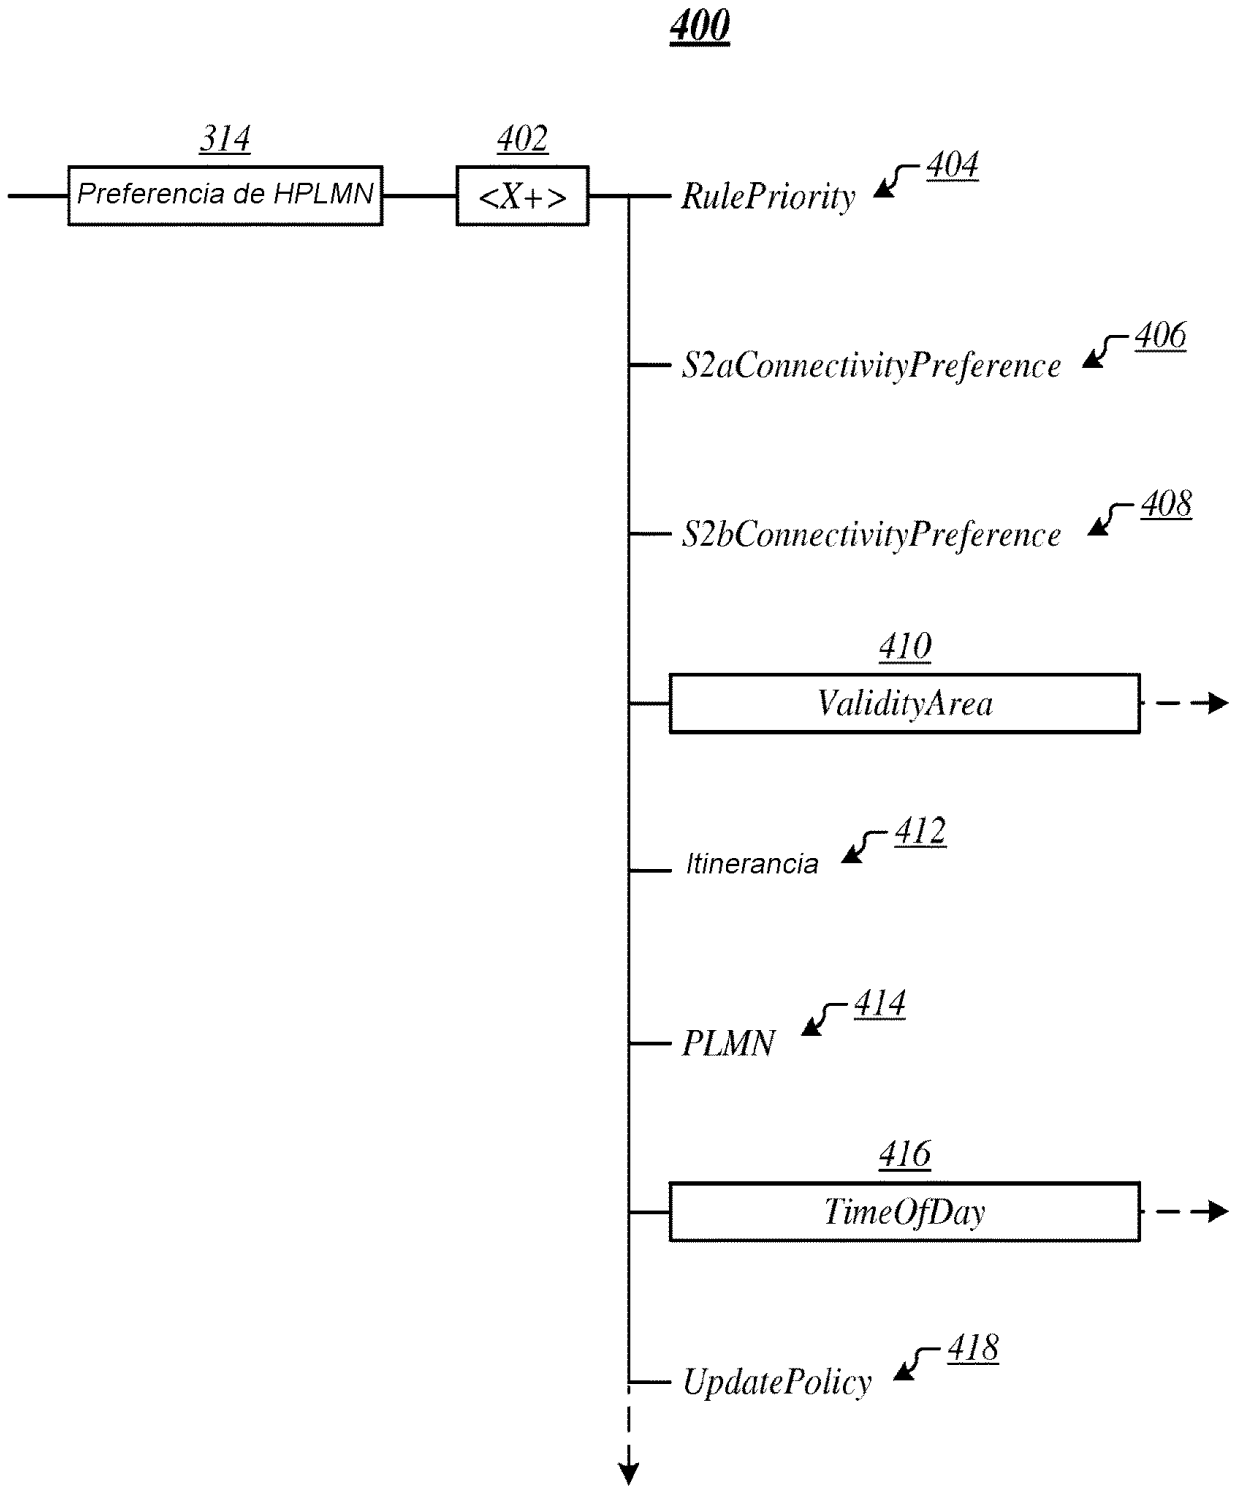 400
314
402
Preferencia de HPLMN
<X+>
RulePriority
404
S2aConnectivityPreference
406
S2bConnectivityPreference
408
410
ValidityArea
Itinerancia
412
PLMN
414
416
TimeOfDay
UpdatePolicy
418